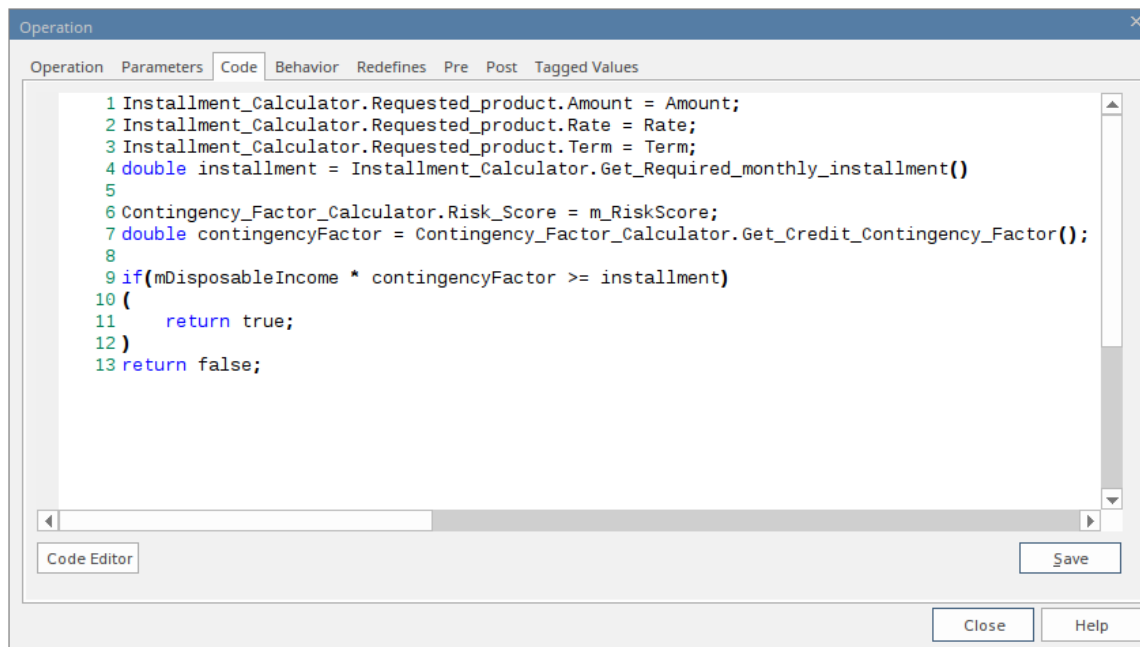 Operation
Operation Parameters Code Behavior Redefines Pre Post Tagged Values
1 Installment_Calculator.Requested_product.Amount = Amount;
2 Installment_Calculator.Requested_product.Rate = Rate;
3 Installment_Calculator.Requested_product.Term = Term;
4 double installment = Installment_Calculator.Get_Required_monthly_installment()
5
6 Contingency_Factor_Calculator.Risk_Score = m_RiskScore;
7 double contingencyFactor = Contingency_Factor_Calculator.Get_Credit_Contingency_Factor();
8
9 if(mDisposableIncome * contingencyFactor >= installment)
10 (
11     return true;
12 )
13 return false;
Code Editor Save
Close Help